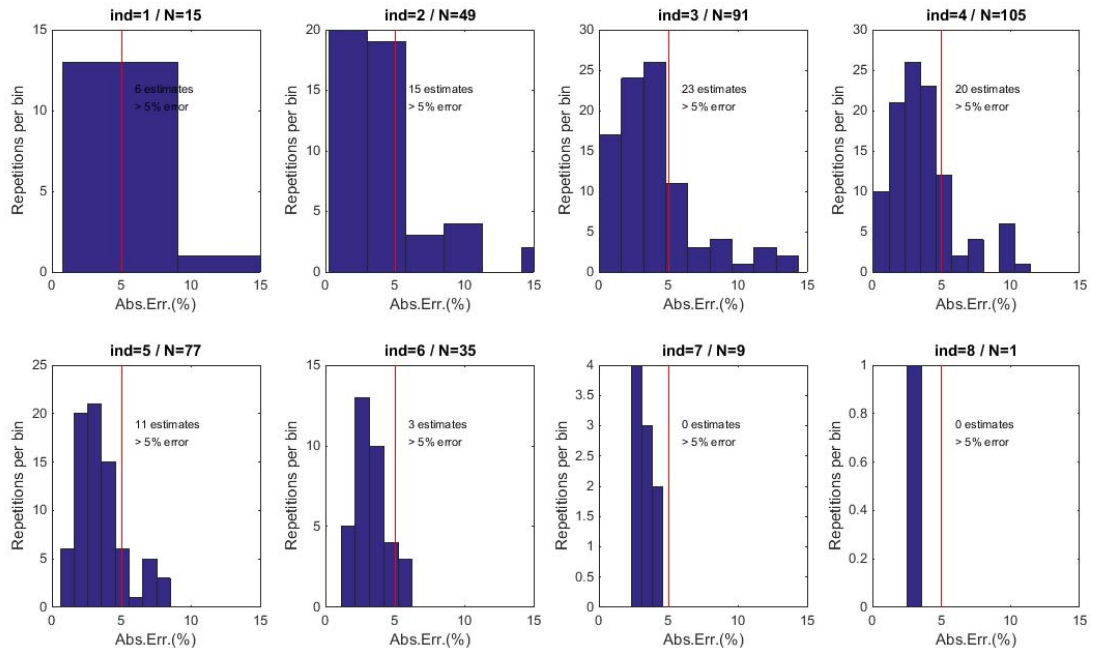 ind=1 / N=15
15
10
5
0
Repetitions per bin
6 estimates
> 5% error
0 5 10 15
Abs.Err.(%)
ind=2 / N=49
20
15
10
5
0
Repetitions per bin
15 estimates
> 5% error
0 5 10 15
Abs.Err.(%)
ind=3 / N=91
30
25
20
15
10
5
0
Repetitions per bin
23 estimates
> 5% error
0 5 10 15
Abs.Err.(%)
ind=4 / N=105
30
25
20
15
10
5
0
Repetitions per bin
20 estimates
> 5% error
0 5 10 15
Abs.Err.(%)
ind=5 / N=77
25
20
15
10
5
0
Repetitions per bin
11 estimates
> 5% error
0 5 10 15
Abs.Err.(%)
ind=6 / N=35
15
10
5
0
Repetitions per bin
3 estimates
> 5% error
0 5 10 15
Abs.Err.(%)
ind=7 / N=9
4
3.5
3
2.5
2
1.5
1
0.5
0
Repetitions per bin
0 estimates
> 5% error
0 5 10 15
Abs.Err.(%)
ind=8 / N=1
1
0.8
0.6
0.4
0.2
0
Repetitions per bin
0 estimates
> 5% error
0 5 10 15
Abs.Err.(%)